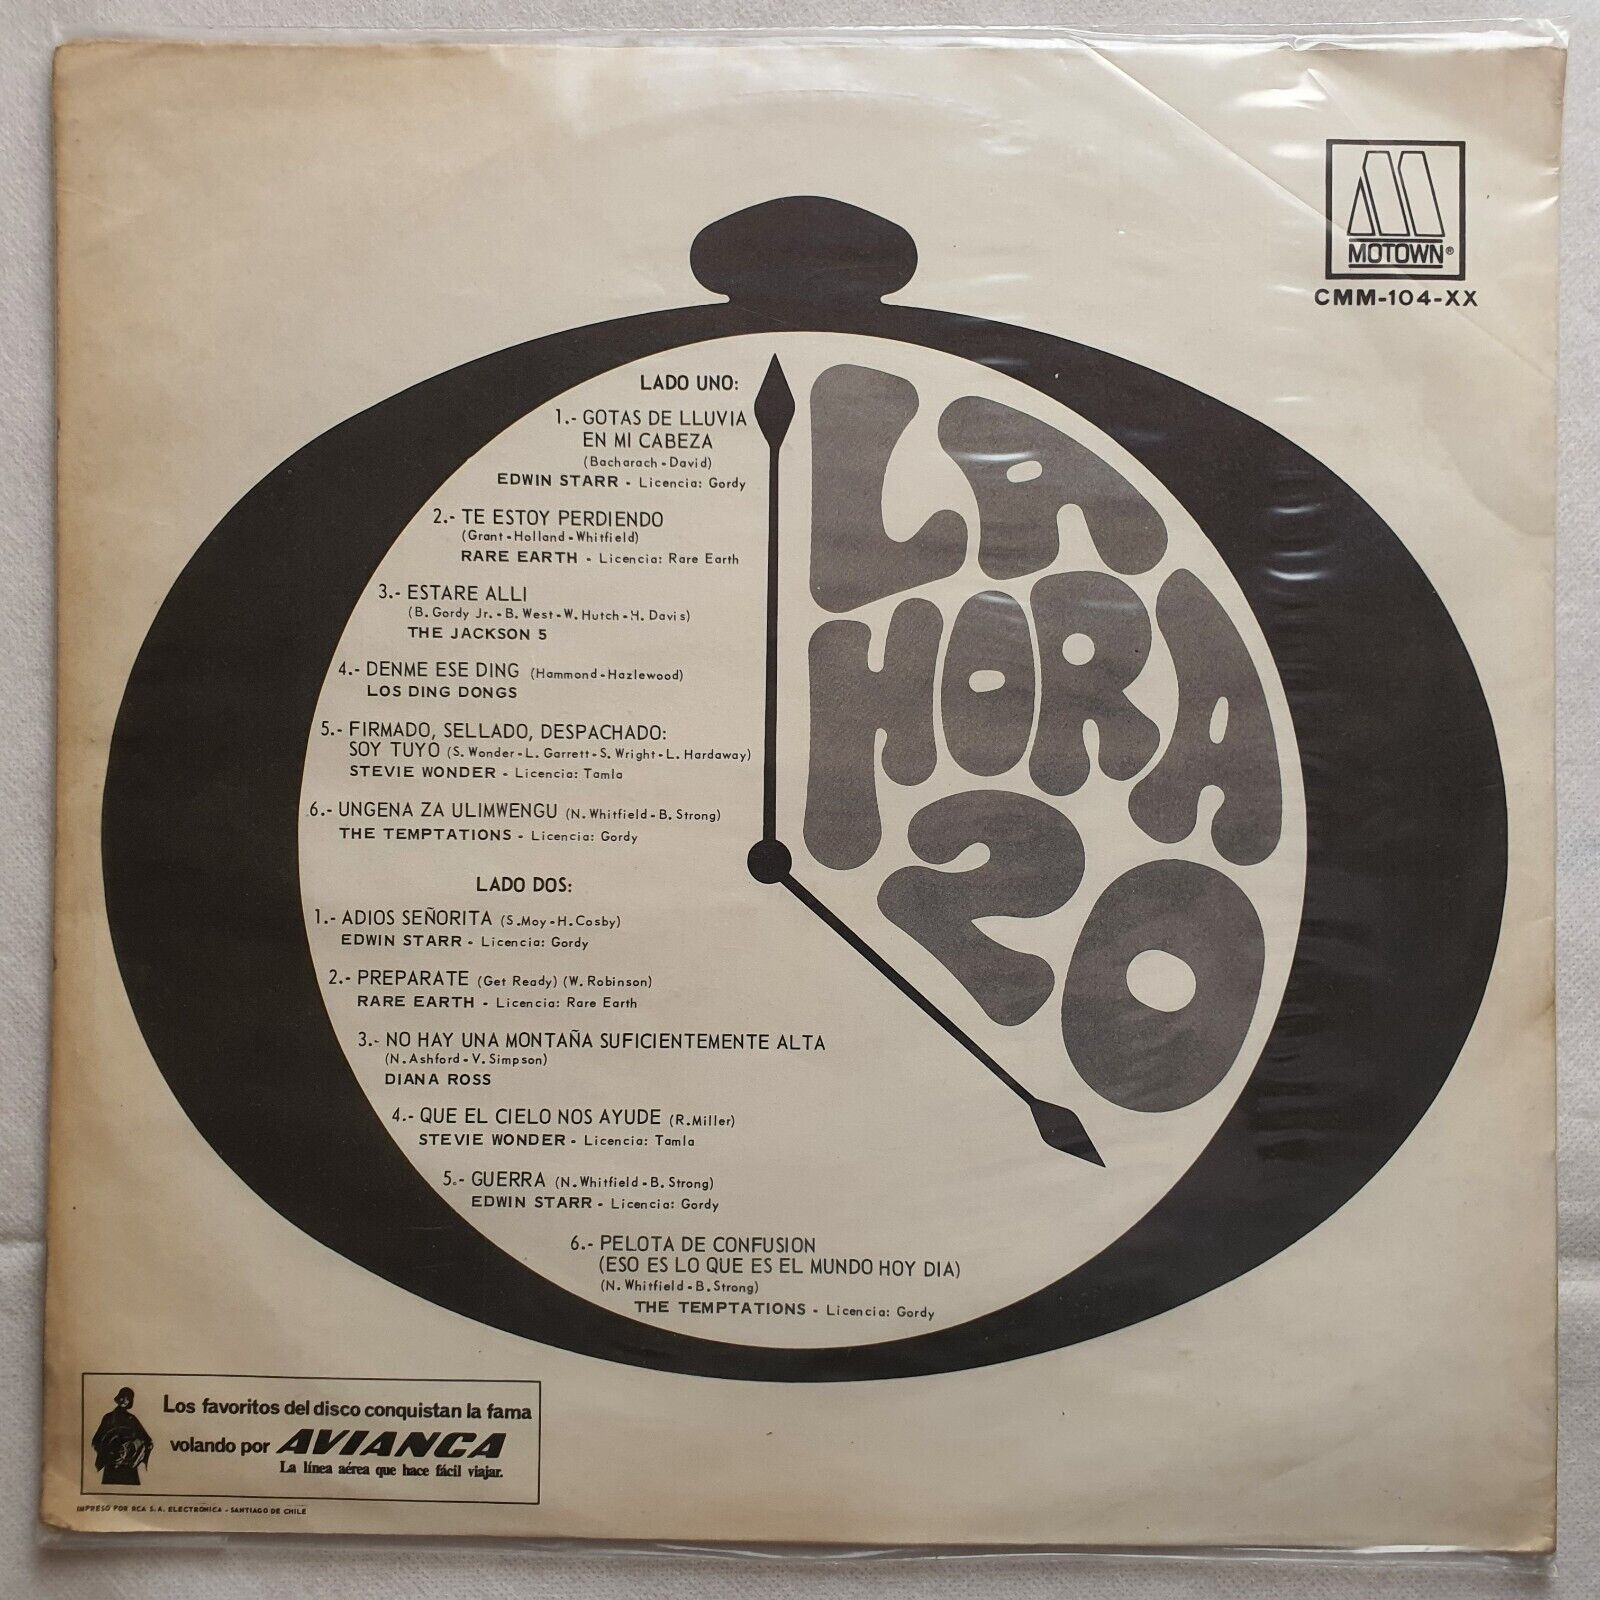 MOTOWN®
CMM-104-XX
LA
HORA
20
LADO UNO:
1.- GOTAS DE LLUVIA
EN MI CABEZA
(Bacharach - David)
EDWIN STARR - Licencia: Gordy
2.- TE ESTOY PERDIENDO
(Grant - Holland - Whitfield)
RARE EARTH - Licencia: Rare Earth
3.- ESTARE ALLI
(B. Gordy Jr. - B. West - W. Hutch - H. Davis)
THE JACKSON 5
4.- DENME ESE DING (Hammond - Hazlewood)
LOS DING DONGS
5.- FIRMADO, SELLADO, DESPACHADO:
SOY TUYO (S. Wonder - L. Garrett - S. Wright - L. Hardaway)
STEVIE WONDER - Licencia: Tamla
6.- UNGENA ZA ULIMWENGU (N. Whitfield - B. Strong)
THE TEMPTATIONS - Licencia: Gordy
LADO DOS:
1.- ADIOS SEÑORITA (S. Moy - H. Cosby)
EDWIN STARR - Licencia: Gordy
2.- PREPARATE (Get Ready) (W. Robinson)
RARE EARTH - Licencia: Rare Earth
3.- NO HAY UNA MONTAÑA SUFICIENTEMENTE ALTA
(N. Ashford - V. Simpson)
DIANA ROSS
4.- QUE EL CIELO NOS AYUDE (R. Miller)
STEVIE WONDER - Licencia: Tamla
5.- GUERRA (N. Whitfield - B. Strong)
EDWIN STARR - Licencia: Gordy
6.- PELOTA DE CONFUSION
(ESO ES LO QUE ES EL MUNDO HOY DIA)
(N. Whitfield - B. Strong)
THE TEMPTATIONS - Licencia: Gordy
Los favoritos del disco conquistan la fama
volando por AVIANCA
La línea aérea que hace fácil viajar.
IMPRESO POR RCA S. A. ELECTRONICA - SANTIAGO DE CHILE